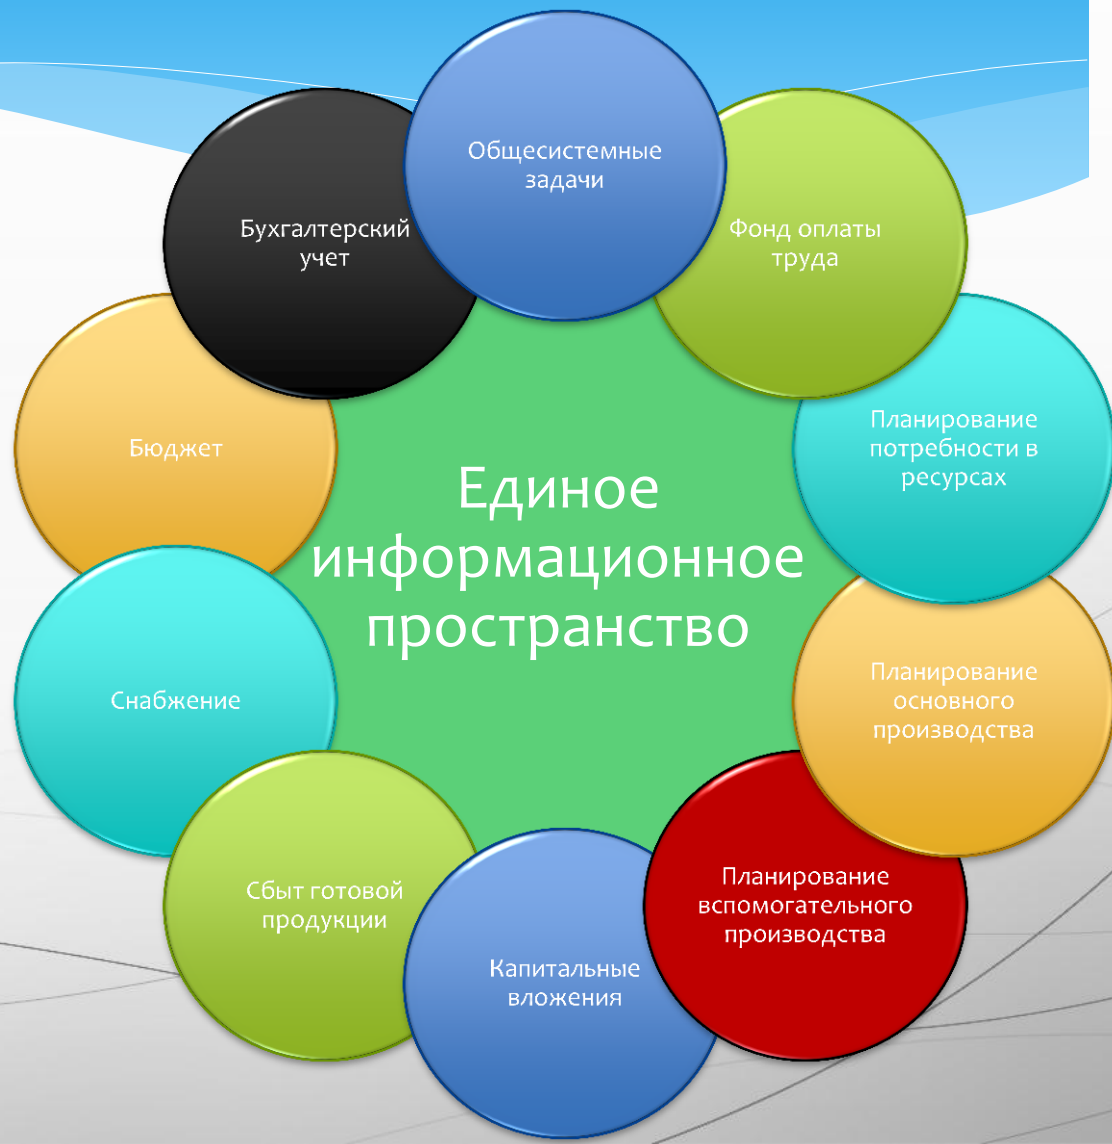 Общесистемные
задачи
Фонд оплаты
труда
Планирование
потребности в
ресурсах
Планирование
основного
производства
Планирование
вспомогательного
производства
Капитальные
вложения
Сбыт готовой
продукции
Снабжение
Бюджет
Бухгалтерский
учет
Единое
информационное
пространство